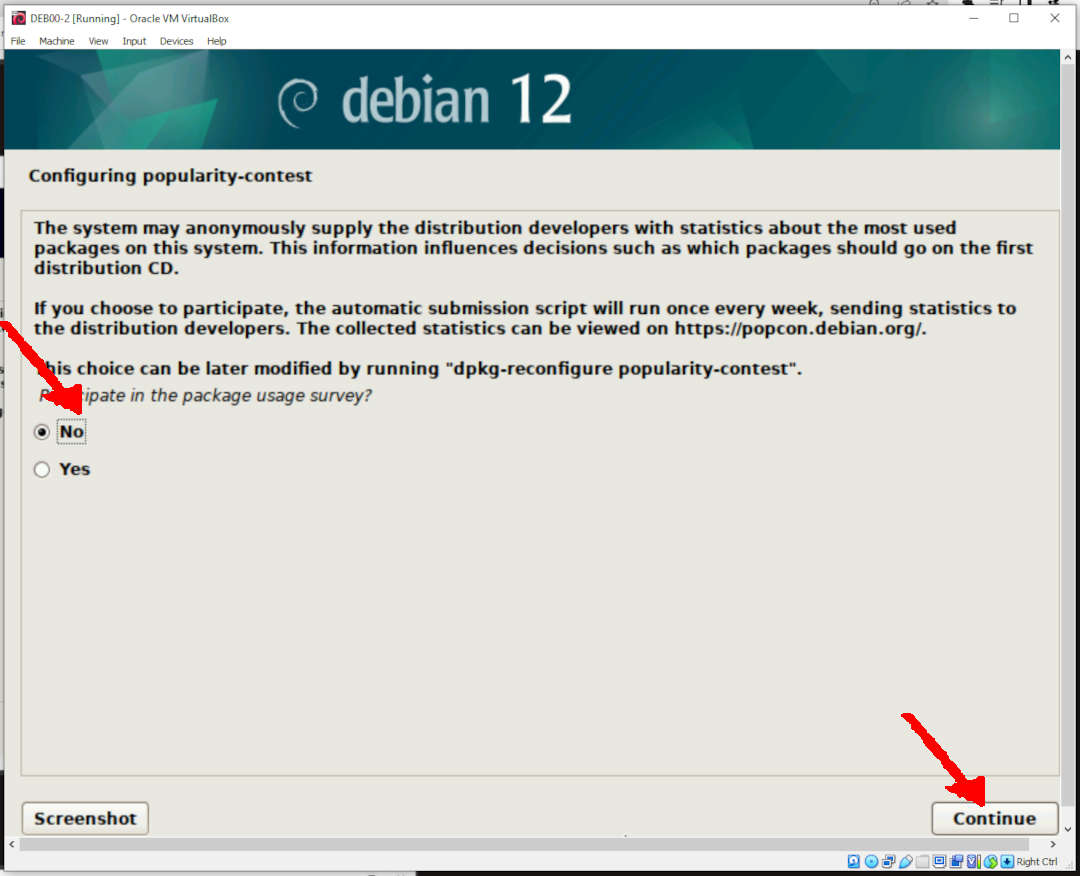 DEB00-2 [Running] - Oracle VM VirtualBox
File Machine View Input Devices Help
debian 12
Configuring popularity-contest
The system may anonymously supply the distribution developers with statistics about the most used
packages on this system. This information influences decisions such as which packages should go on the first
distribution CD.
If you choose to participate, the automatic submission script will run once every week, sending statistics to
the distribution developers. The collected statistics can be viewed on https://popcon.debian.org/.
his choice can be later modified by running "dpkg-reconfigure popularity-contest".
in the package usage survey?
No
Yes
Screenshot
Continue
Right Ctrl